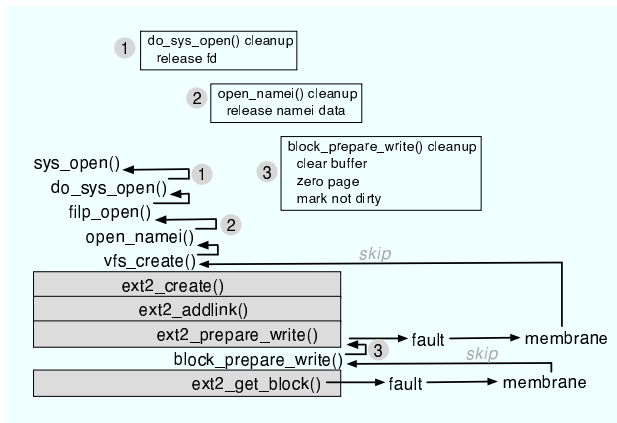 1
do_sys_open() cleanup
release fd
2
open_namei() cleanup
release namei data
3
block_prepare_write() cleanup
clear buffer
zero page
mark not dirty
sys_open()
1
do_sys_open()
filp_open()
2
open_namei()
vfs_create()
skip
ext2_create()
ext2_addlink()
ext2_prepare_write()
fault
membrane
block_prepare_write()
3
skip
ext2_get_block()
fault
membrane